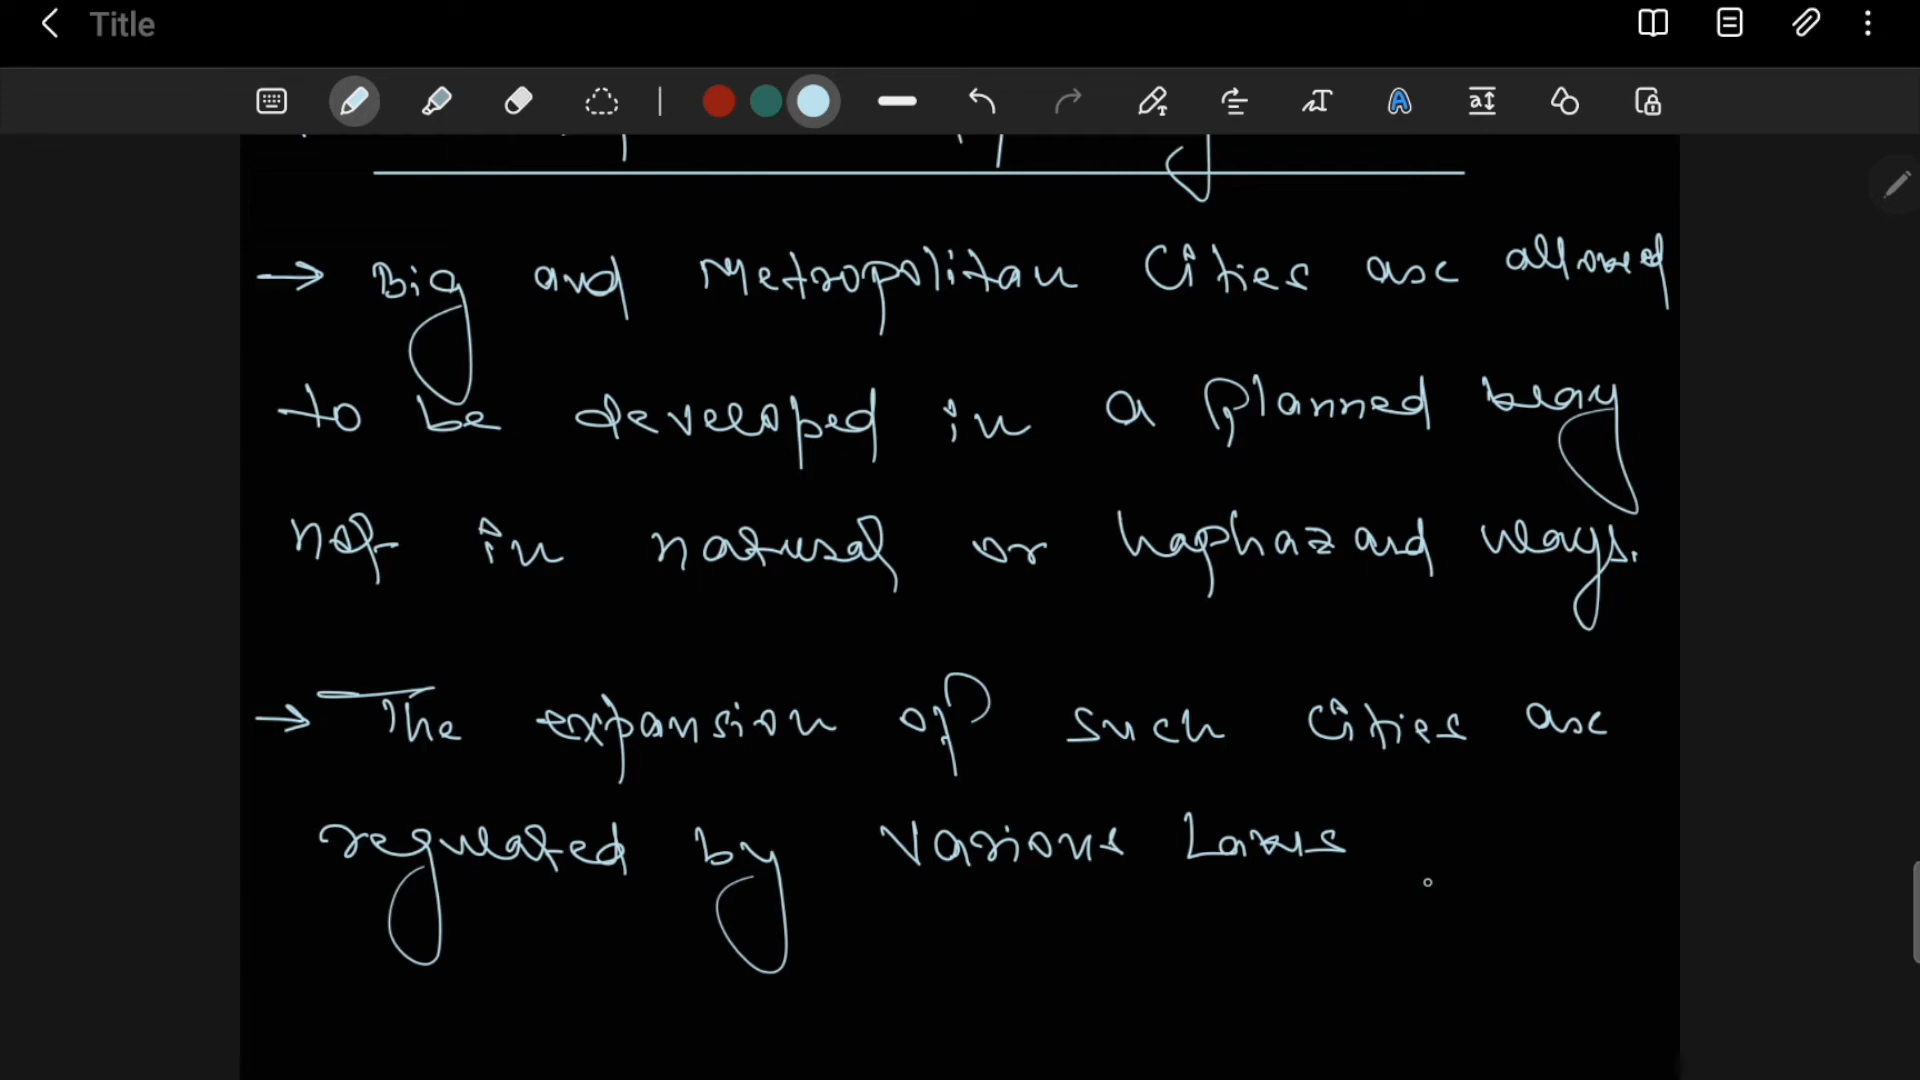 Title
→ Big and Metropolitan Cities are allowed
to be developed in a planned way
not in natural or haphazard ways.
→ The expansion of such cities are
regulated by various Laws